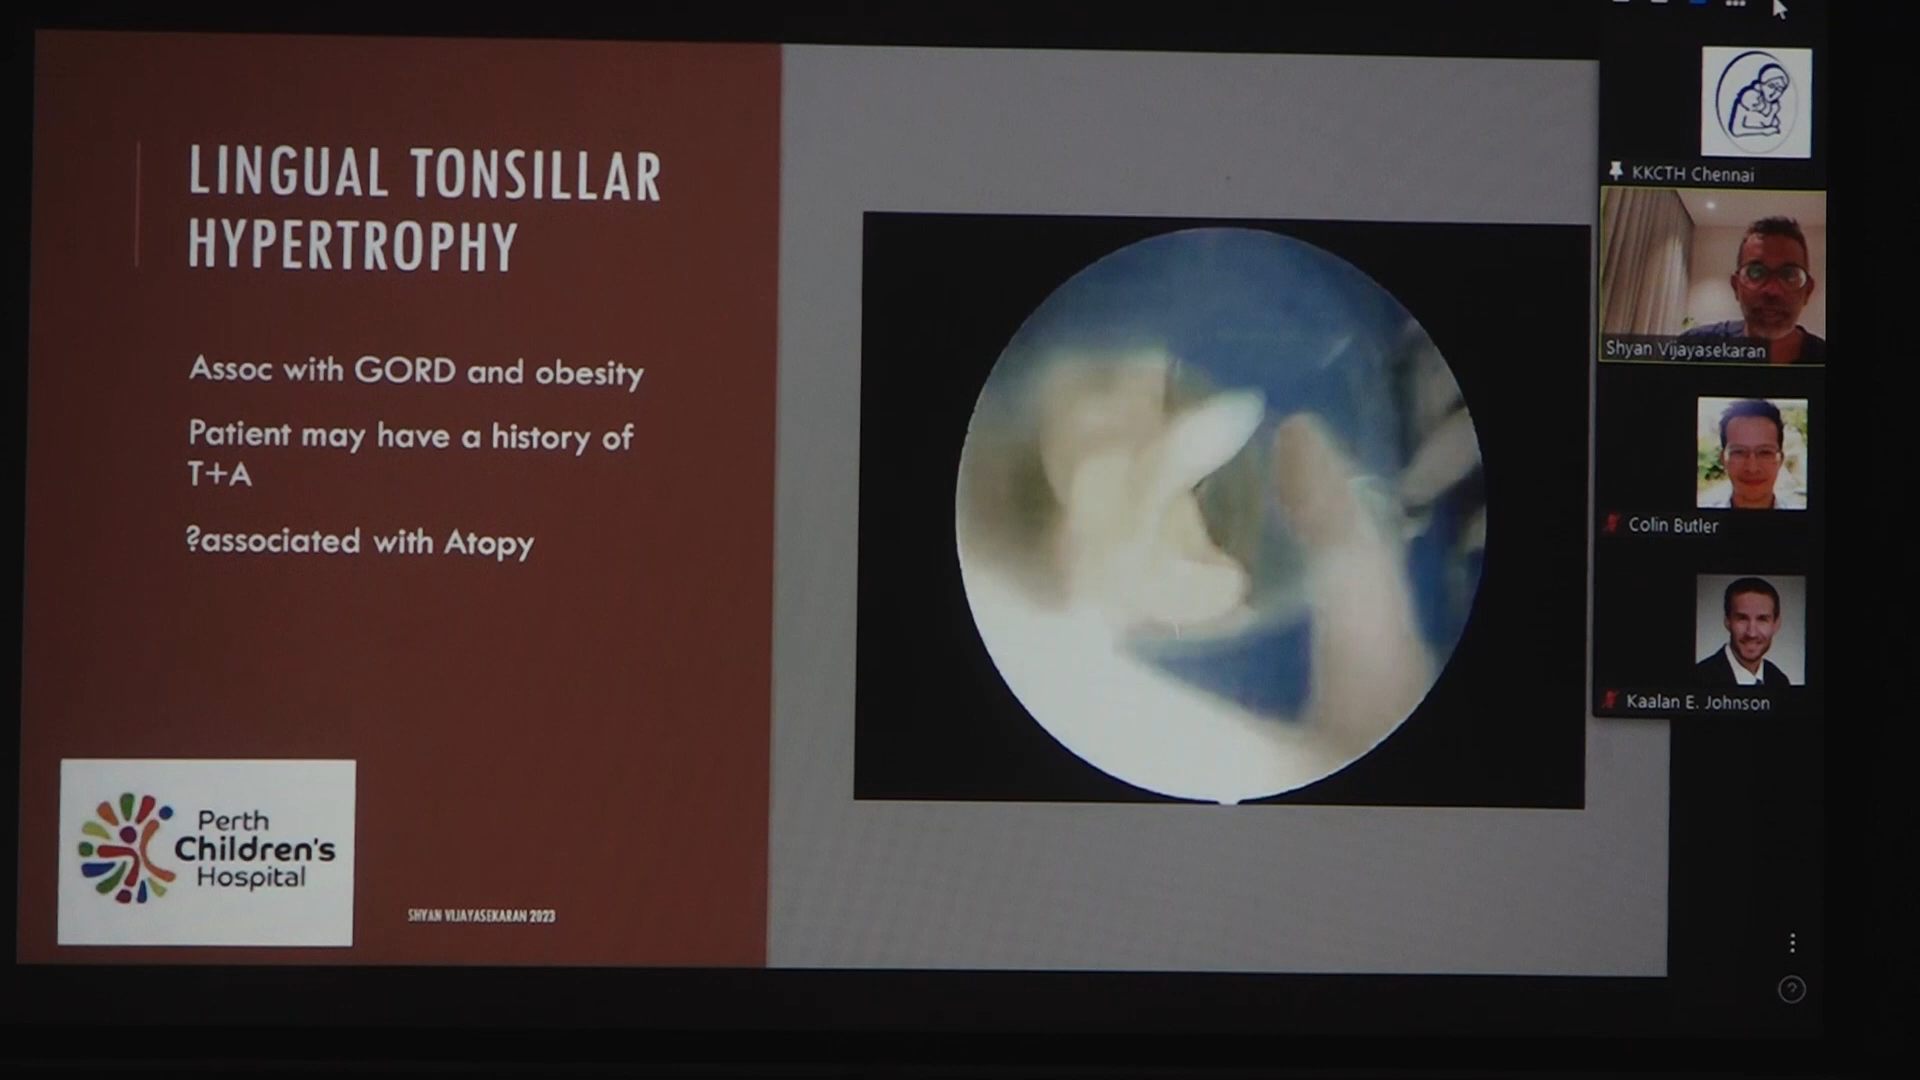 LINGUAL TONSILLAR
HYPERTROPHY
Assoc with GORD and obesity
Patient may have a history of
T+A
?associated with Atopy
Perth
Children's
Hospital
SHYAN VIJAYASEKARAN 2023
KKCTH Chennai
Shyan Vijayasekaran
Colin Butler
Kaalan E. Johnson
?